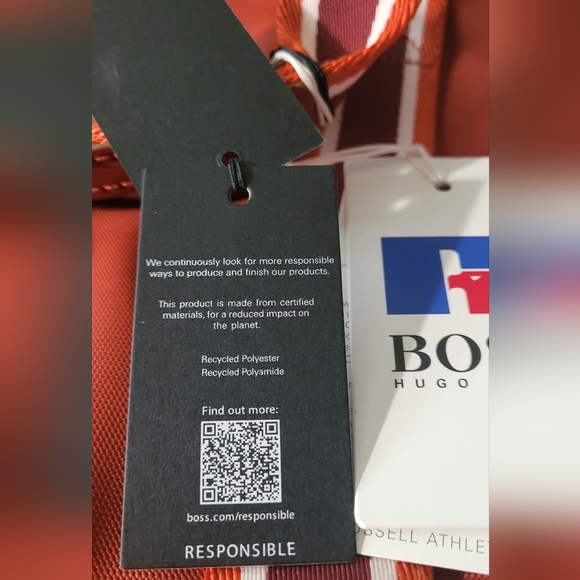 We continuously look for more responsible
ways to produce and finish our products.
This product is made from certified
materials, for a reduced impact on
the planet.
Recycled Polyester
Recycled Polyamide
Find out more:
boss.com/responsible
RESPONSIBLE
BOS
HUGO
SSELL ATHLE